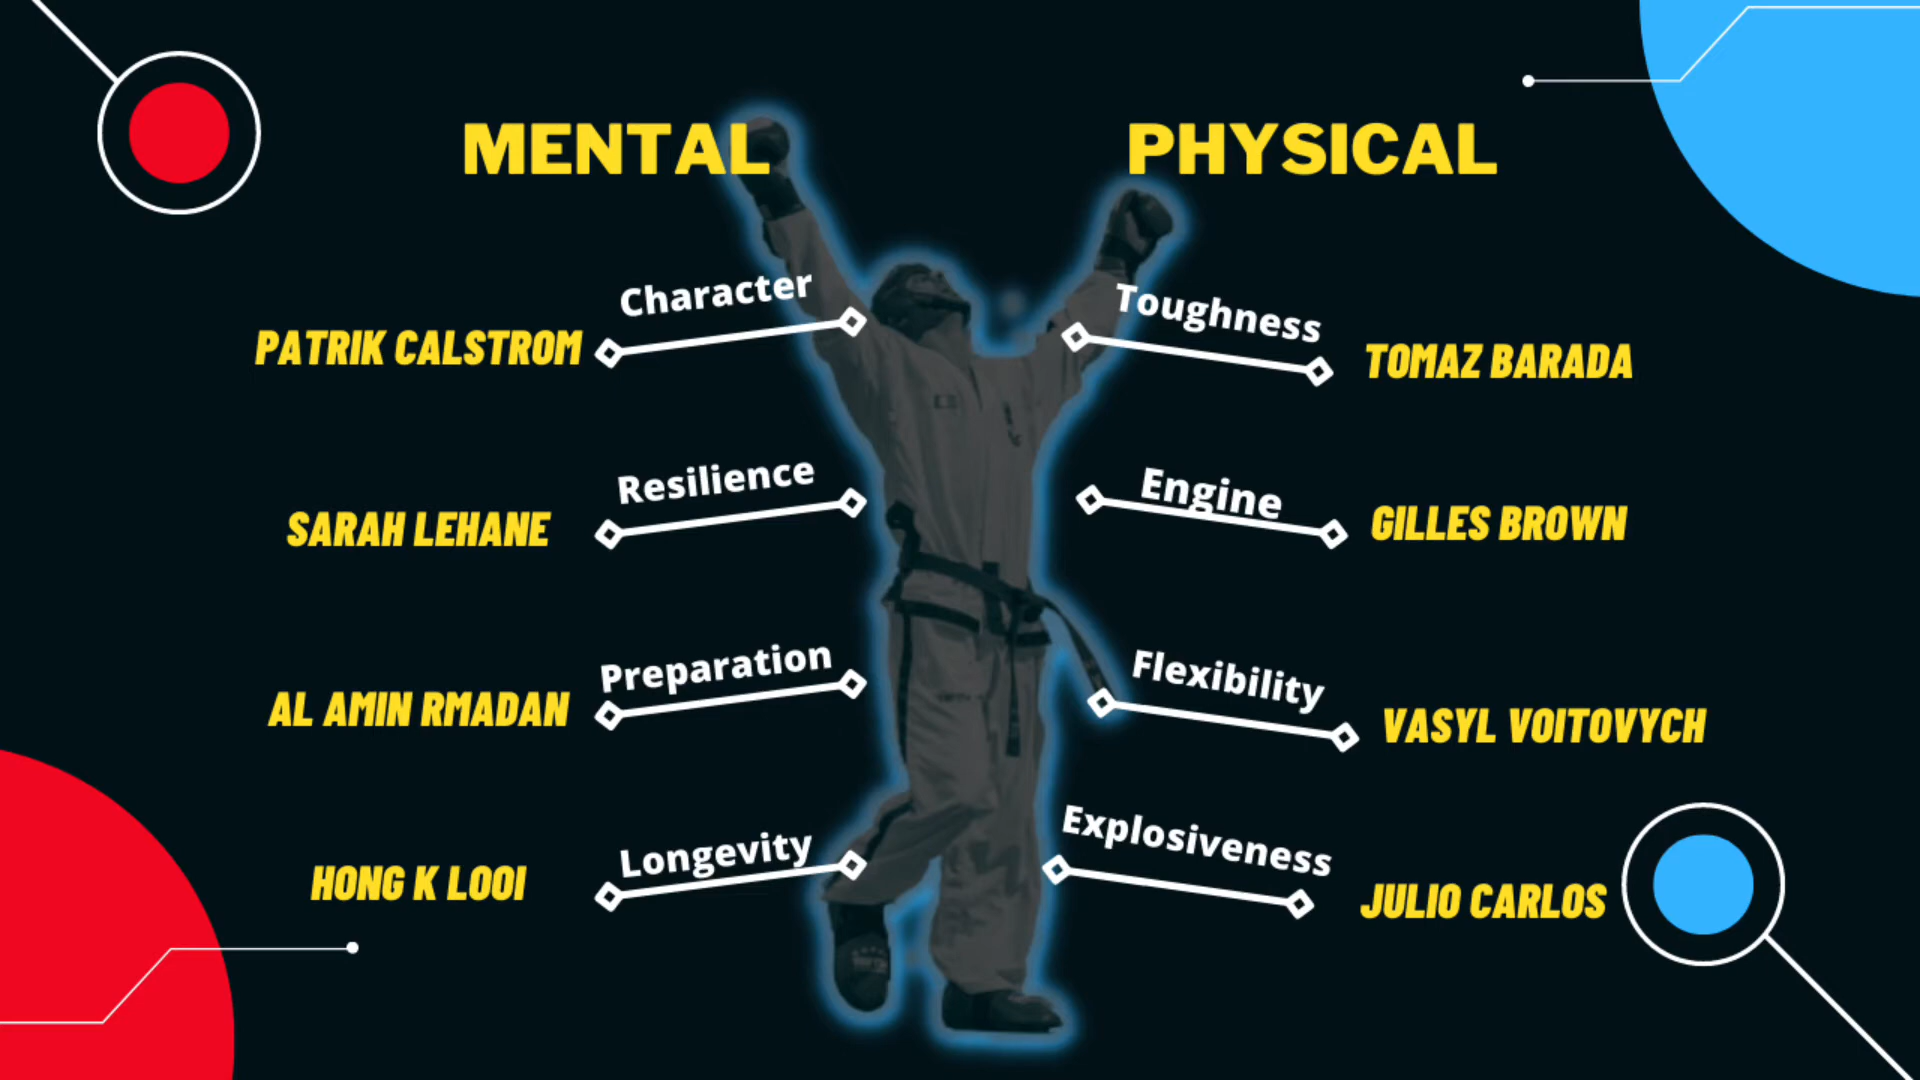 MENTAL
PHYSICAL
Character
PATRIK CALSTROM
Toughness
TOMAZ BARADA
Resilience
SARAH LEHANE
Engine
GILLES BROWN
Preparation
AL AMIN RMADAN
Flexibility
VASYL VOITOVYCH
Longevity
HONG K LOOI
Explosiveness
JULIO CARLOS